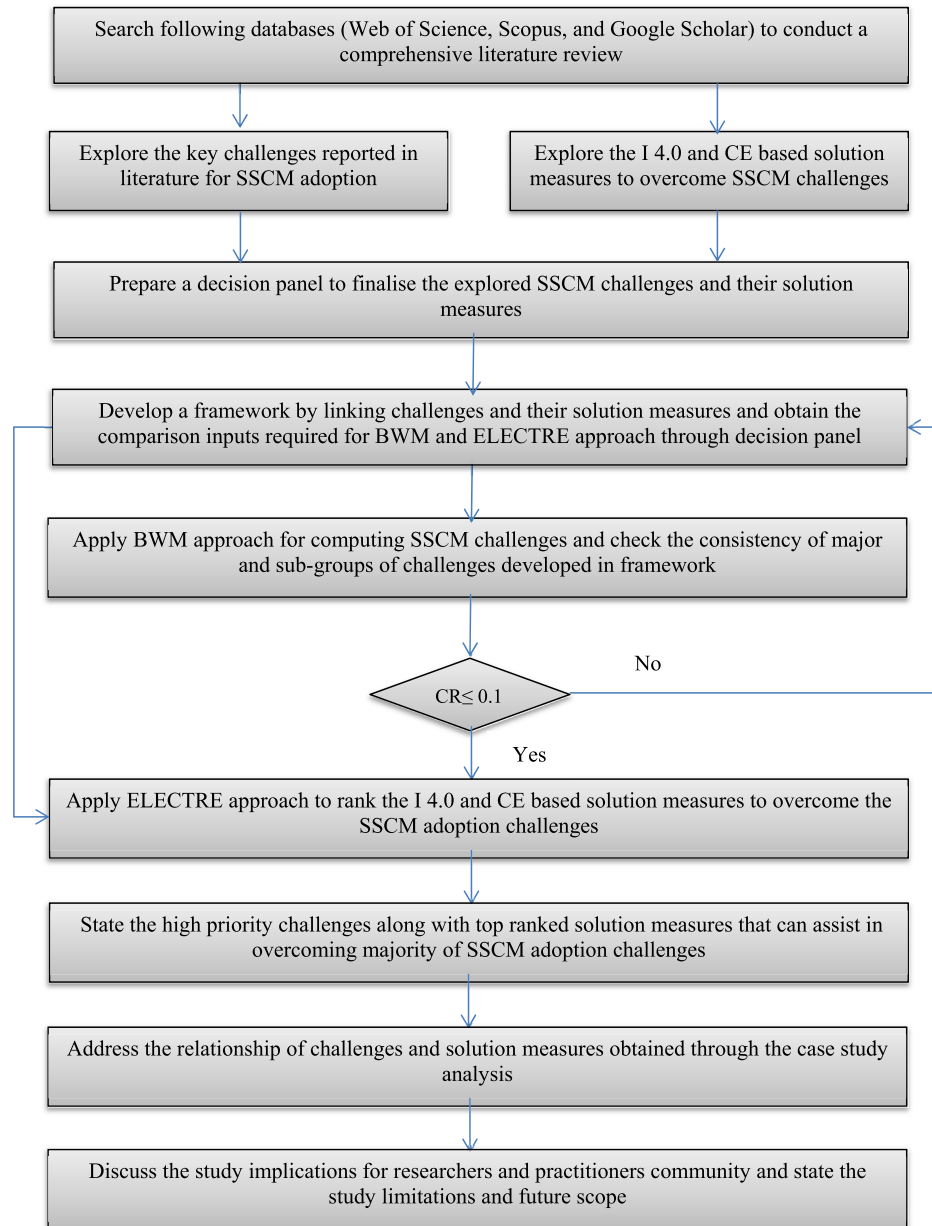 Search following databases (Web of Science, Scopus, and Google Scholar) to conduct a
comprehensive literature review
Explore the key challenges reported in
literature for SSCM adoption
Explore the I 4.0 and CE based solution
measures to overcome SSCM challenges
Prepare a decision panel to finalise the explored SSCM challenges and their solution
measures
Develop a framework by linking challenges and their solution measures and obtain the
comparison inputs required for BWM and ELECTRE approach through decision panel
Apply BWM approach for computing SSCM challenges and check the consistency of major
and sub-groups of challenges developed in framework
No
CR≤ 0.1
Yes
Apply ELECTRE approach to rank the I 4.0 and CE based solution measures to overcome the
SSCM adoption challenges
State the high priority challenges along with top ranked solution measures that can assist in
overcoming majority of SSCM adoption challenges
Address the relationship of challenges and solution measures obtained through the case study
analysis
Discuss the study implications for researchers and practitioners community and state the
study limitations and future scope